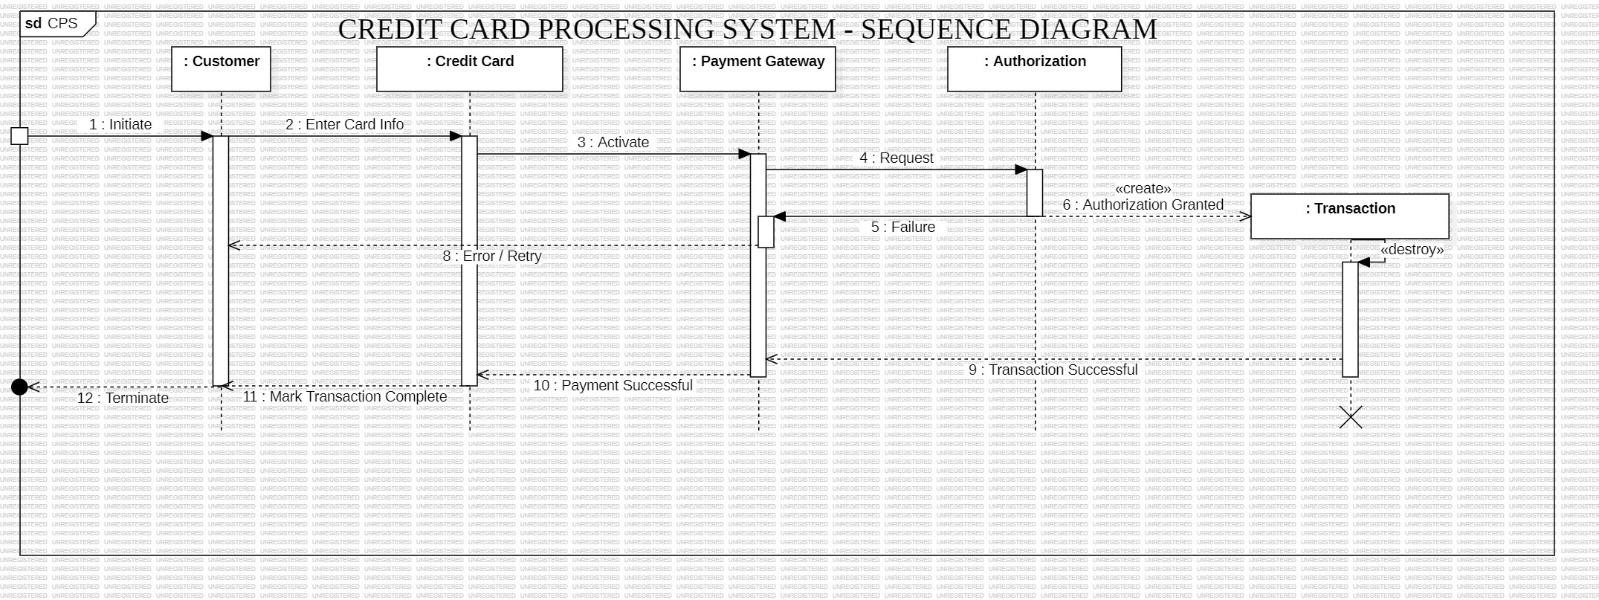 sd CPS
CREDIT CARD PROCESSING SYSTEM - SEQUENCE DIAGRAM
: Customer
: Credit Card
: Payment Gateway
: Authorization
1 : Initiate
2 : Enter Card Info
3 : Activate
4 : Request
«create»
6 : Authorization Granted
: Transaction
5 : Failure
«destroy»
8 : Error / Retry
9 : Transaction Successful
10 : Payment Successful
11 : Mark Transaction Complete
12 : Terminate
UNREGISTERED